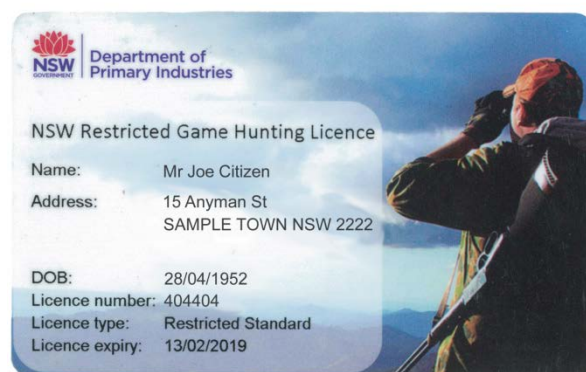 NSW
GOVERNMENT
Department of
Primary Industries
NSW Restricted Game Hunting Licence
Name: Mr Joe Citizen
Address: 15 Anyman St
SAMPLE TOWN NSW 2222
DOB: 28/04/1952
Licence number: 404404
Licence type: Restricted Standard
Licence expiry: 13/02/2019